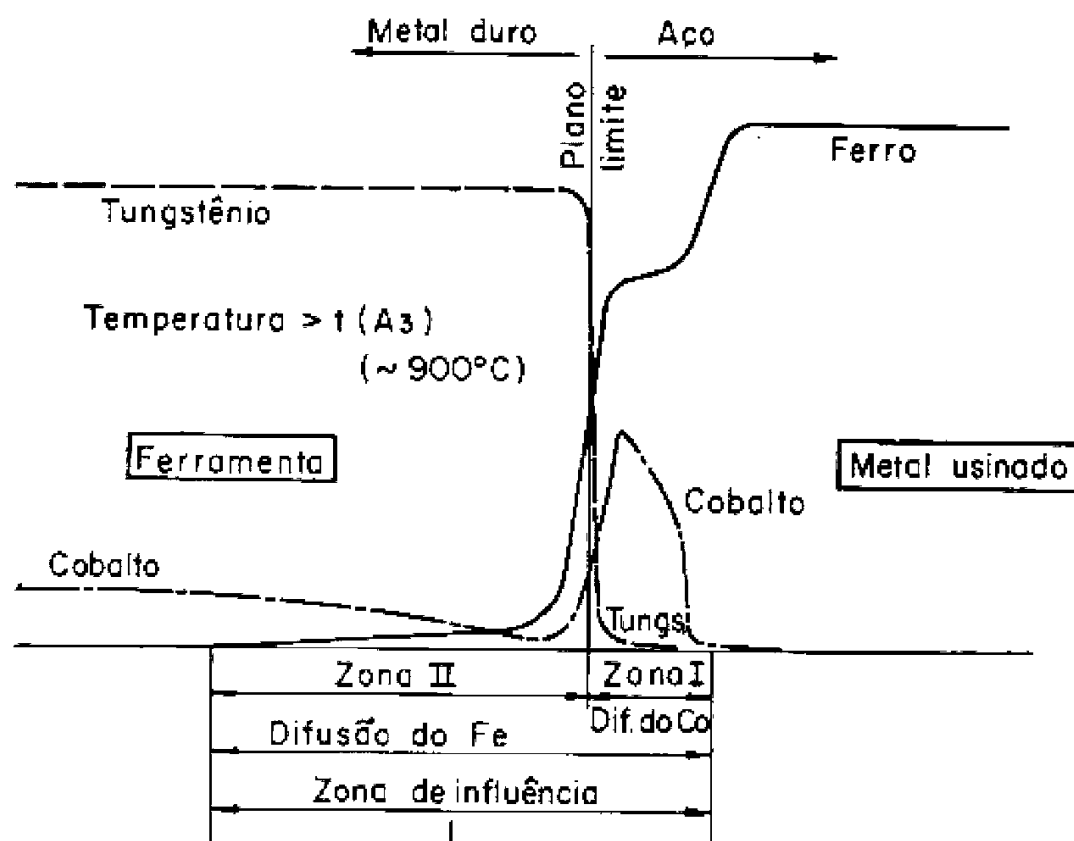 Metal duro
Aço
Plano
limite
Ferro
Tungstênio
Temperatura > t (A3)
(~ 900°C)
Ferramenta
Metal usinado
Cobalto
Cobalto
Tungs
Zona II
Zona I
Dif. do Co
Difusão do Fe
Zona de influência